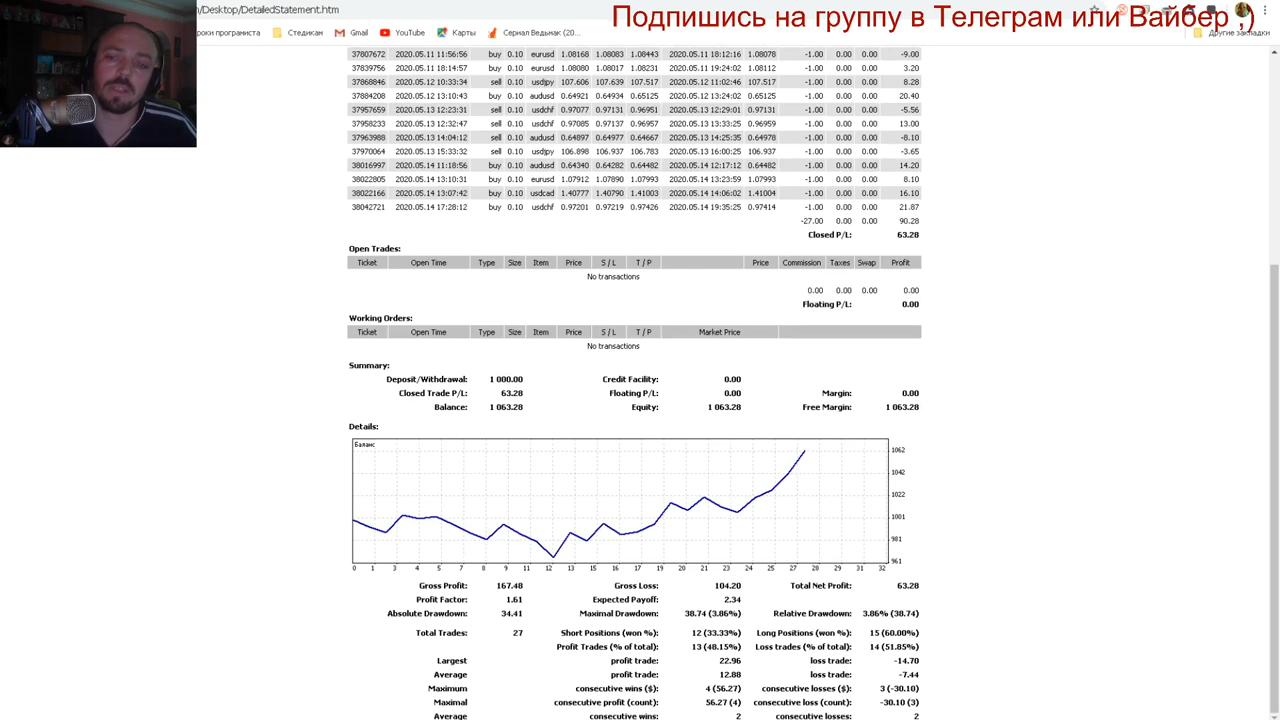 n/Desktop/DetailedStatement.htm
Подпишись на группу в Телеграм или Вайбер ;)
роки програмиста Стедикам Gmail YouTube Карты Сериал Ведьмак (20... Другие закладки
37807672 2020.05.11 11:56:56 buy 0.10 eurusd 1.08168 1.08083 1.08443 2020.05.11 18:12:16 1.08078 -1.00 0.00 0.00 -9.00
37839756 2020.05.11 18:14:57 buy 0.10 eurusd 1.08080 1.08017 1.08231 2020.05.11 19:24:02 1.08112 -1.00 0.00 0.00 3.20
37868846 2020.05.12 10:33:34 sell 0.10 usdjpy 107.606 107.639 107.517 2020.05.12 11:02:46 107.517 -1.00 0.00 0.00 8.28
37884208 2020.05.12 13:10:43 buy 0.10 audusd 0.64921 0.64934 0.65125 2020.05.12 13:24:02 0.65125 -1.00 0.00 0.00 20.40
37957659 2020.05.13 12:23:31 sell 0.10 usdchf 0.97077 0.97131 0.96951 2020.05.13 12:29:01 0.97131 -1.00 0.00 0.00 -5.56
37958233 2020.05.13 12:32:47 sell 0.10 usdchf 0.97085 0.97137 0.96957 2020.05.13 13:33:25 0.96959 -1.00 0.00 0.00 13.00
37963988 2020.05.13 14:04:12 sell 0.10 audusd 0.64897 0.64977 0.64667 2020.05.13 14:25:35 0.64978 -1.00 0.00 0.00 -8.10
37970064 2020.05.13 15:33:32 sell 0.10 usdjpy 106.898 106.937 106.783 2020.05.13 16:00:25 106.937 -1.00 0.00 0.00 -3.65
38016997 2020.05.14 11:18:56 buy 0.10 audusd 0.64340 0.64282 0.64482 2020.05.14 12:17:12 0.64482 -1.00 0.00 0.00 14.20
38022805 2020.05.14 13:10:31 buy 0.10 eurusd 1.07912 1.07890 1.07993 2020.05.14 13:23:59 1.07993 -1.00 0.00 0.00 8.10
38022166 2020.05.14 13:07:42 buy 0.10 usdcad 1.40777 1.40790 1.41003 2020.05.14 14:06:02 1.41004 -1.00 0.00 0.00 16.10
38042721 2020.05.14 17:28:12 buy 0.10 usdchf 0.97201 0.97219 0.97426 2020.05.14 19:35:25 0.97414 -1.00 0.00 0.00 21.87
-27.00 0.00 0.00 90.28
Closed P/L: 63.28
Open Trades:
Ticket Open Time Type Size Item Price S / L T / P Price Commission Taxes Swap Profit
No transactions
0.00 0.00 0.00 0.00
Floating P/L: 0.00
Working Orders:
Ticket Open Time Type Size Item Price S / L T / P Market Price
No transactions
Summary:
Deposit/Withdrawal: 1 000.00 Credit Facility: 0.00
Closed Trade P/L: 63.28 Floating P/L: 0.00 Margin: 0.00
Balance: 1 063.28 Equity: 1 063.28 Free Margin: 1 063.28
Details:
Баланс
1062
1042
1022
1001
981
961
0 1 3 4 5 7 8 9 10 12 13 15 16 17 19 20 21 23 24 25 27 28 29 31 32
Gross Profit: 167.48 Gross Loss: 104.20 Total Net Profit: 63.28
Profit Factor: 1.61 Expected Payoff: 2.34
Absolute Drawdown: 34.41 Maximal Drawdown: 38.74 (3.86%) Relative Drawdown: 3.86% (38.74)
Total Trades: 27 Short Positions (won %): 12 (33.33%) Long Positions (won %): 15 (60.00%)
Profit Trades (% of total): 13 (48.15%) Loss trades (% of total): 14 (51.85%)
Largest profit trade: 22.96 loss trade: -14.70
Average profit trade: 12.88 loss trade: -7.44
Maximum consecutive wins ($): 4 (56.27) consecutive losses ($): 3 (-30.10)
Maximal consecutive profit (count): 56.27 (4) consecutive loss (count): -30.10 (3)
Average consecutive wins: 2 consecutive losses: 2